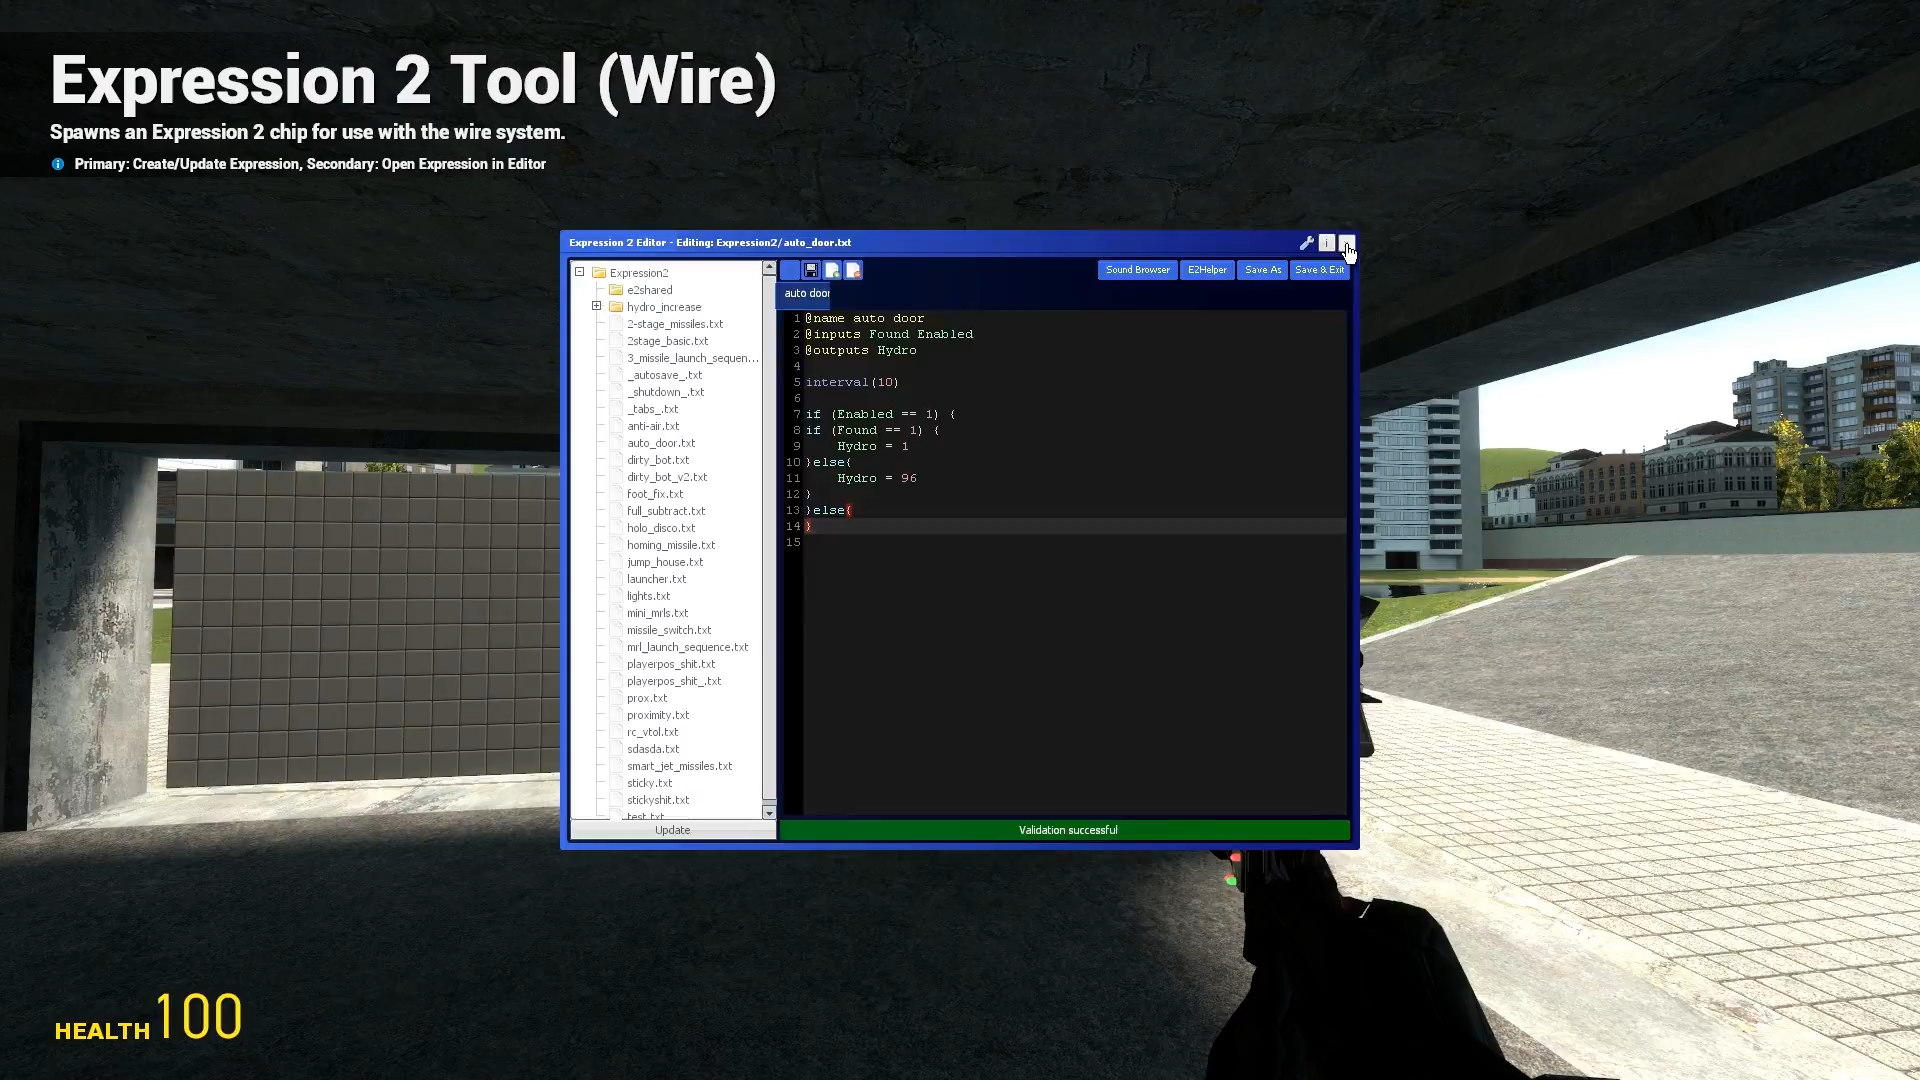 Expression 2 Tool (Wire)
Spawns an Expression 2 chip for use with the wire system.
Primary: Create/Update Expression, Secondary: Open Expression in Editor
Expression 2 Editor - Editing: Expression2/auto_door.txt
Sound Browser
E2Helper
Save As
Save & Exit
Expression2
e2shared
hydro_increase
2-stage_missiles.txt
2stage_basic.txt
3_missile_launch_sequen...
_autosave_.txt
_shutdown_.txt
_tabs_.txt
anti-air.txt
auto_door.txt
dirty_bot.txt
dirty_bot_v2.txt
foot_fix.txt
full_subtract.txt
holo_disco.txt
homing_missile.txt
jump_house.txt
launcher.txt
lights.txt
mini_mrls.txt
missile_switch.txt
mrl_launch_sequence.txt
playerpos_shit.txt
playerpos_shit_.txt
prox.txt
proximity.txt
rc_vtol.txt
sdasda.txt
smart_jet_missiles.txt
sticky.txt
stickyshit.txt
test.txt
Update
auto door
1 @name auto door
2 @inputs Found Enabled
3 @outputs Hydro
4
5 interval(10)
6
7 if (Enabled == 1) {
8 if (Found == 1) {
9 Hydro = 1
10 }else{
11 Hydro = 96
12 }
13 }else{
14 }
15
Validation successful
HEALTH 100